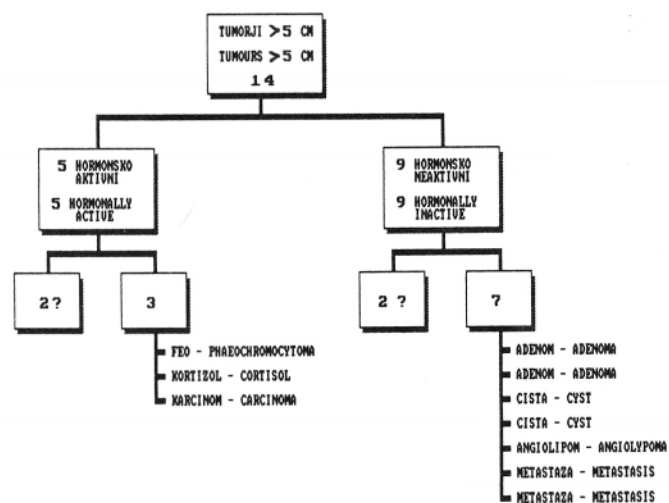 TUMORJI >5 CM
TUMOURS >5 CM
14
5 HORMONSKO
AKTIVNI
5 HORMONALLY
ACTIVE
9 HORMONSKO
NEAKTIVNI
9 HORMONALLY
INACTIVE
2?
3
2 ?
7
FEO - PHAEOCHROMOCYTOMA
KORTIZOL - CORTISOL
KARCINOM - CARCINOMA
ADENOM - ADENOMA
ADENOM - ADENOMA
CISTA - CYST
CISTA - CYST
ANGIOLIPOM - ANGIOLYPOMA
METASTAZA - METASTASIS
METASTAZA - METASTASIS